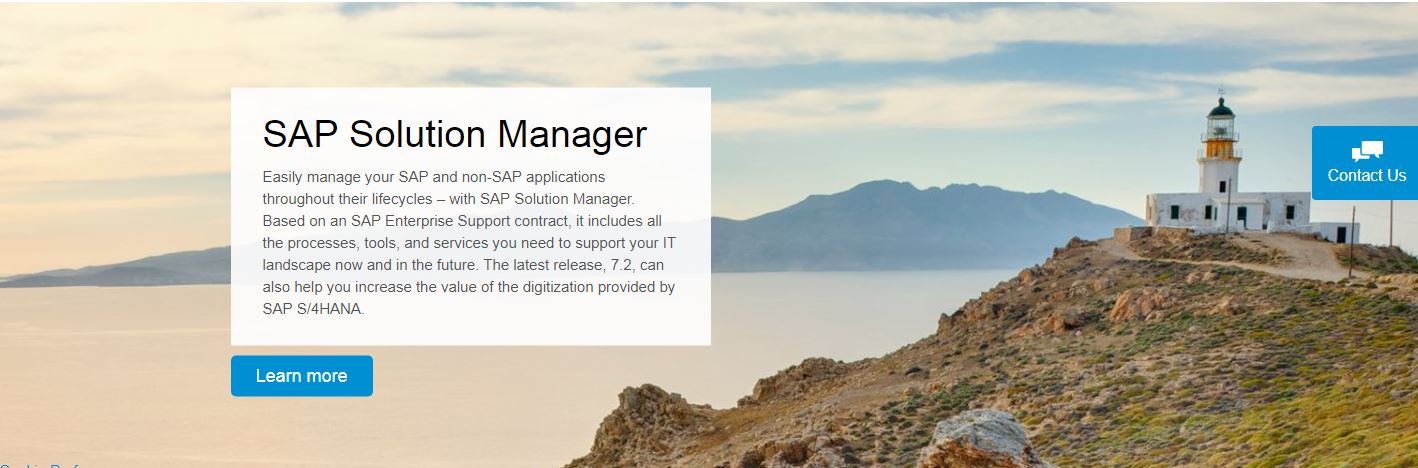 SAP Solution Manager
Easily manage your SAP and non-SAP applications
throughout their lifecycles – with SAP Solution Manager.
Based on an SAP Enterprise Support contract, it includes all
the processes, tools, and services you need to support your IT
landscape now and in the future. The latest release, 7.2, can
also help you increase the value of the digitization provided by
SAP S/4HANA.
Learn more
Contact Us